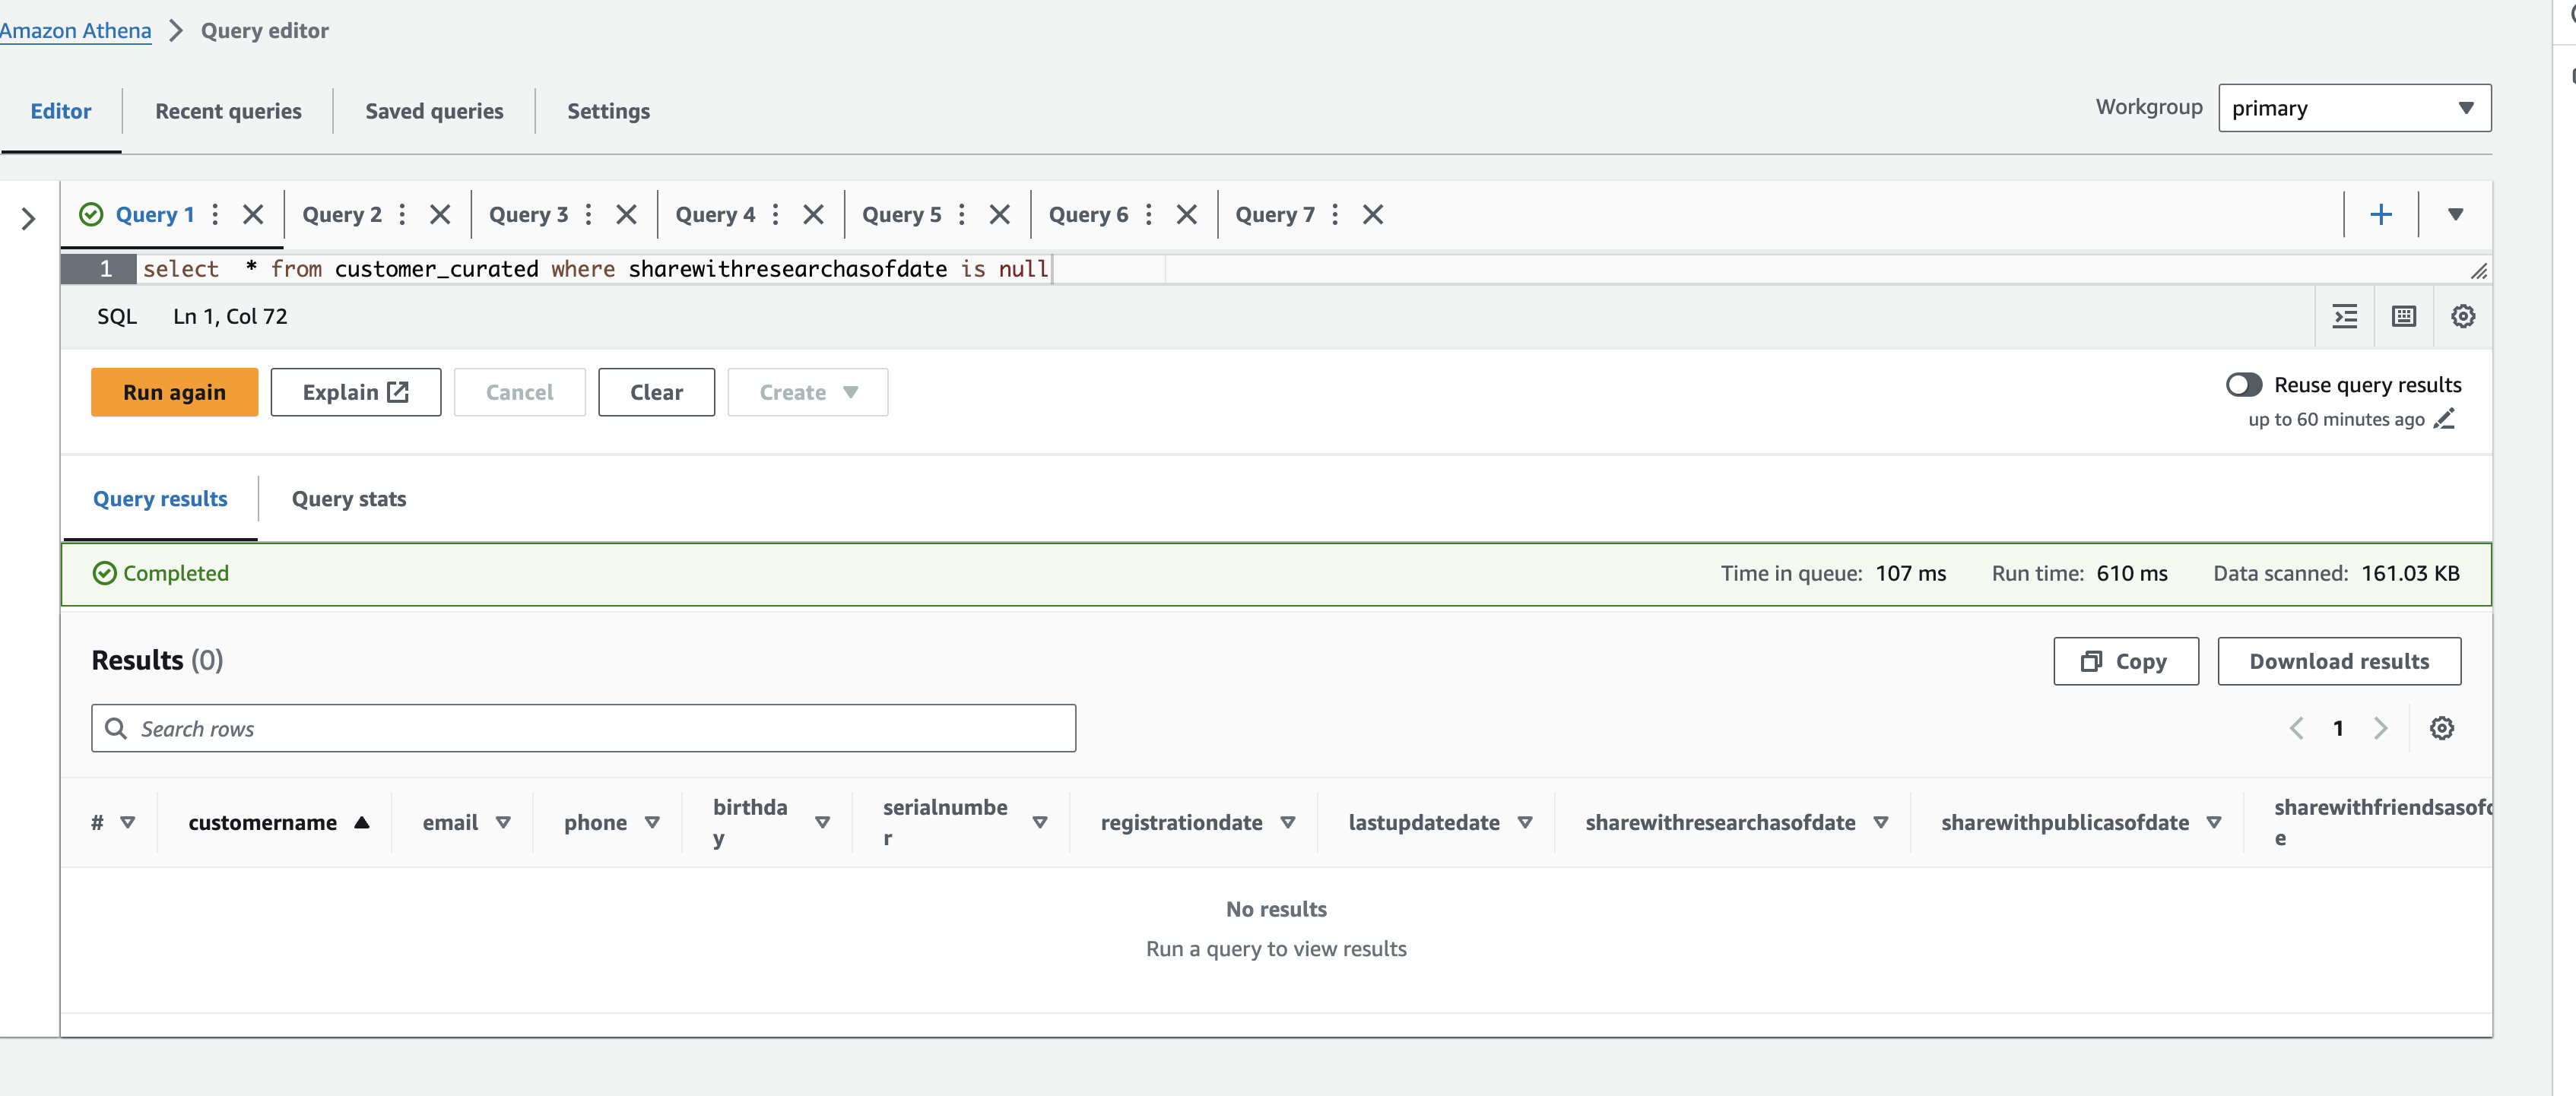 Amazon Athena > Query editor
Editor Recent queries Saved queries Settings
Workgroup primary
Query 1 Query 2 Query 3 Query 4 Query 5 Query 6 Query 7
1 select  * from customer_curated where sharewithresearchasofdate is null
SQL Ln 1, Col 72
Run again Explain Cancel Clear Create
Reuse query results
up to 60 minutes ago
Query results Query stats
Completed Time in queue: 107 ms Run time: 610 ms Data scanned: 161.03 KB
Results (0) Copy Download results
Search rows 1
# customername email phone birthday serialnumber registrationdate lastupdatedate sharewithresearchasofdate sharewithpublicasofdate
No results
Run a query to view results